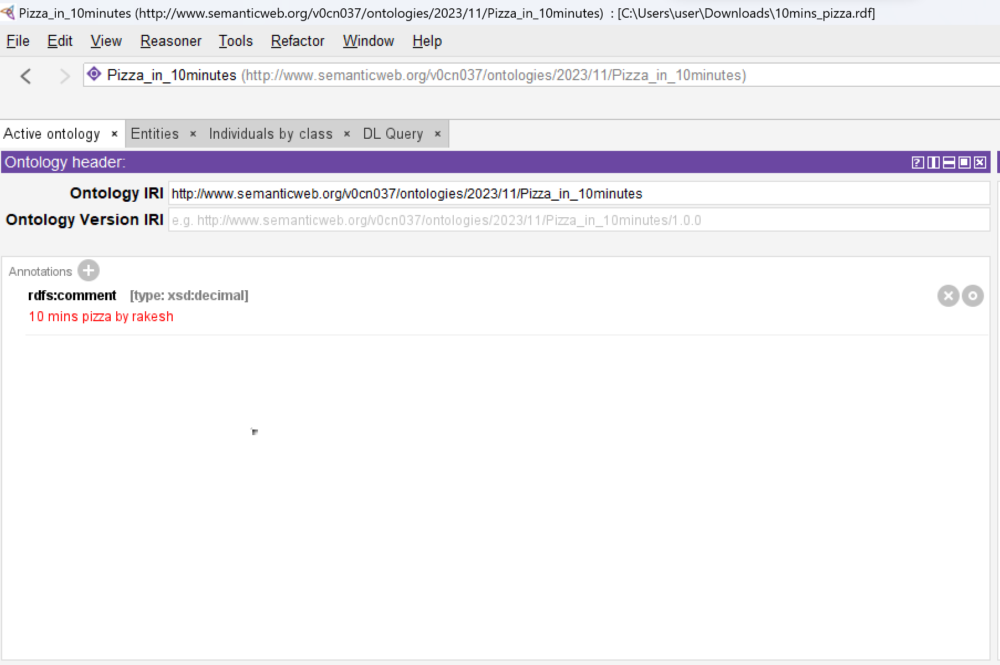 Pizza_in_10minutes (http://www.semanticweb.org/v0cn037/ontologies/2023/11/Pizza_in_10minutes) : [C:\Users\user\Downloads\10mins_pizza.rdf]
File Edit View Reasoner Tools Refactor Window Help
Pizza_in_10minutes (http://www.semanticweb.org/v0cn037/ontologies/2023/11/Pizza_in_10minutes)
Active ontology × Entities × Individuals by class × DL Query ×
Ontology header:
Ontology IRI http://www.semanticweb.org/v0cn037/ontologies/2023/11/Pizza_in_10minutes
Ontology Version IRI e.g. http://www.semanticweb.org/v0cn037/ontologies/2023/11/Pizza_in_10minutes/1.0.0
Annotations
rdfs:comment [type: xsd:decimal]
10 mins pizza by rakesh